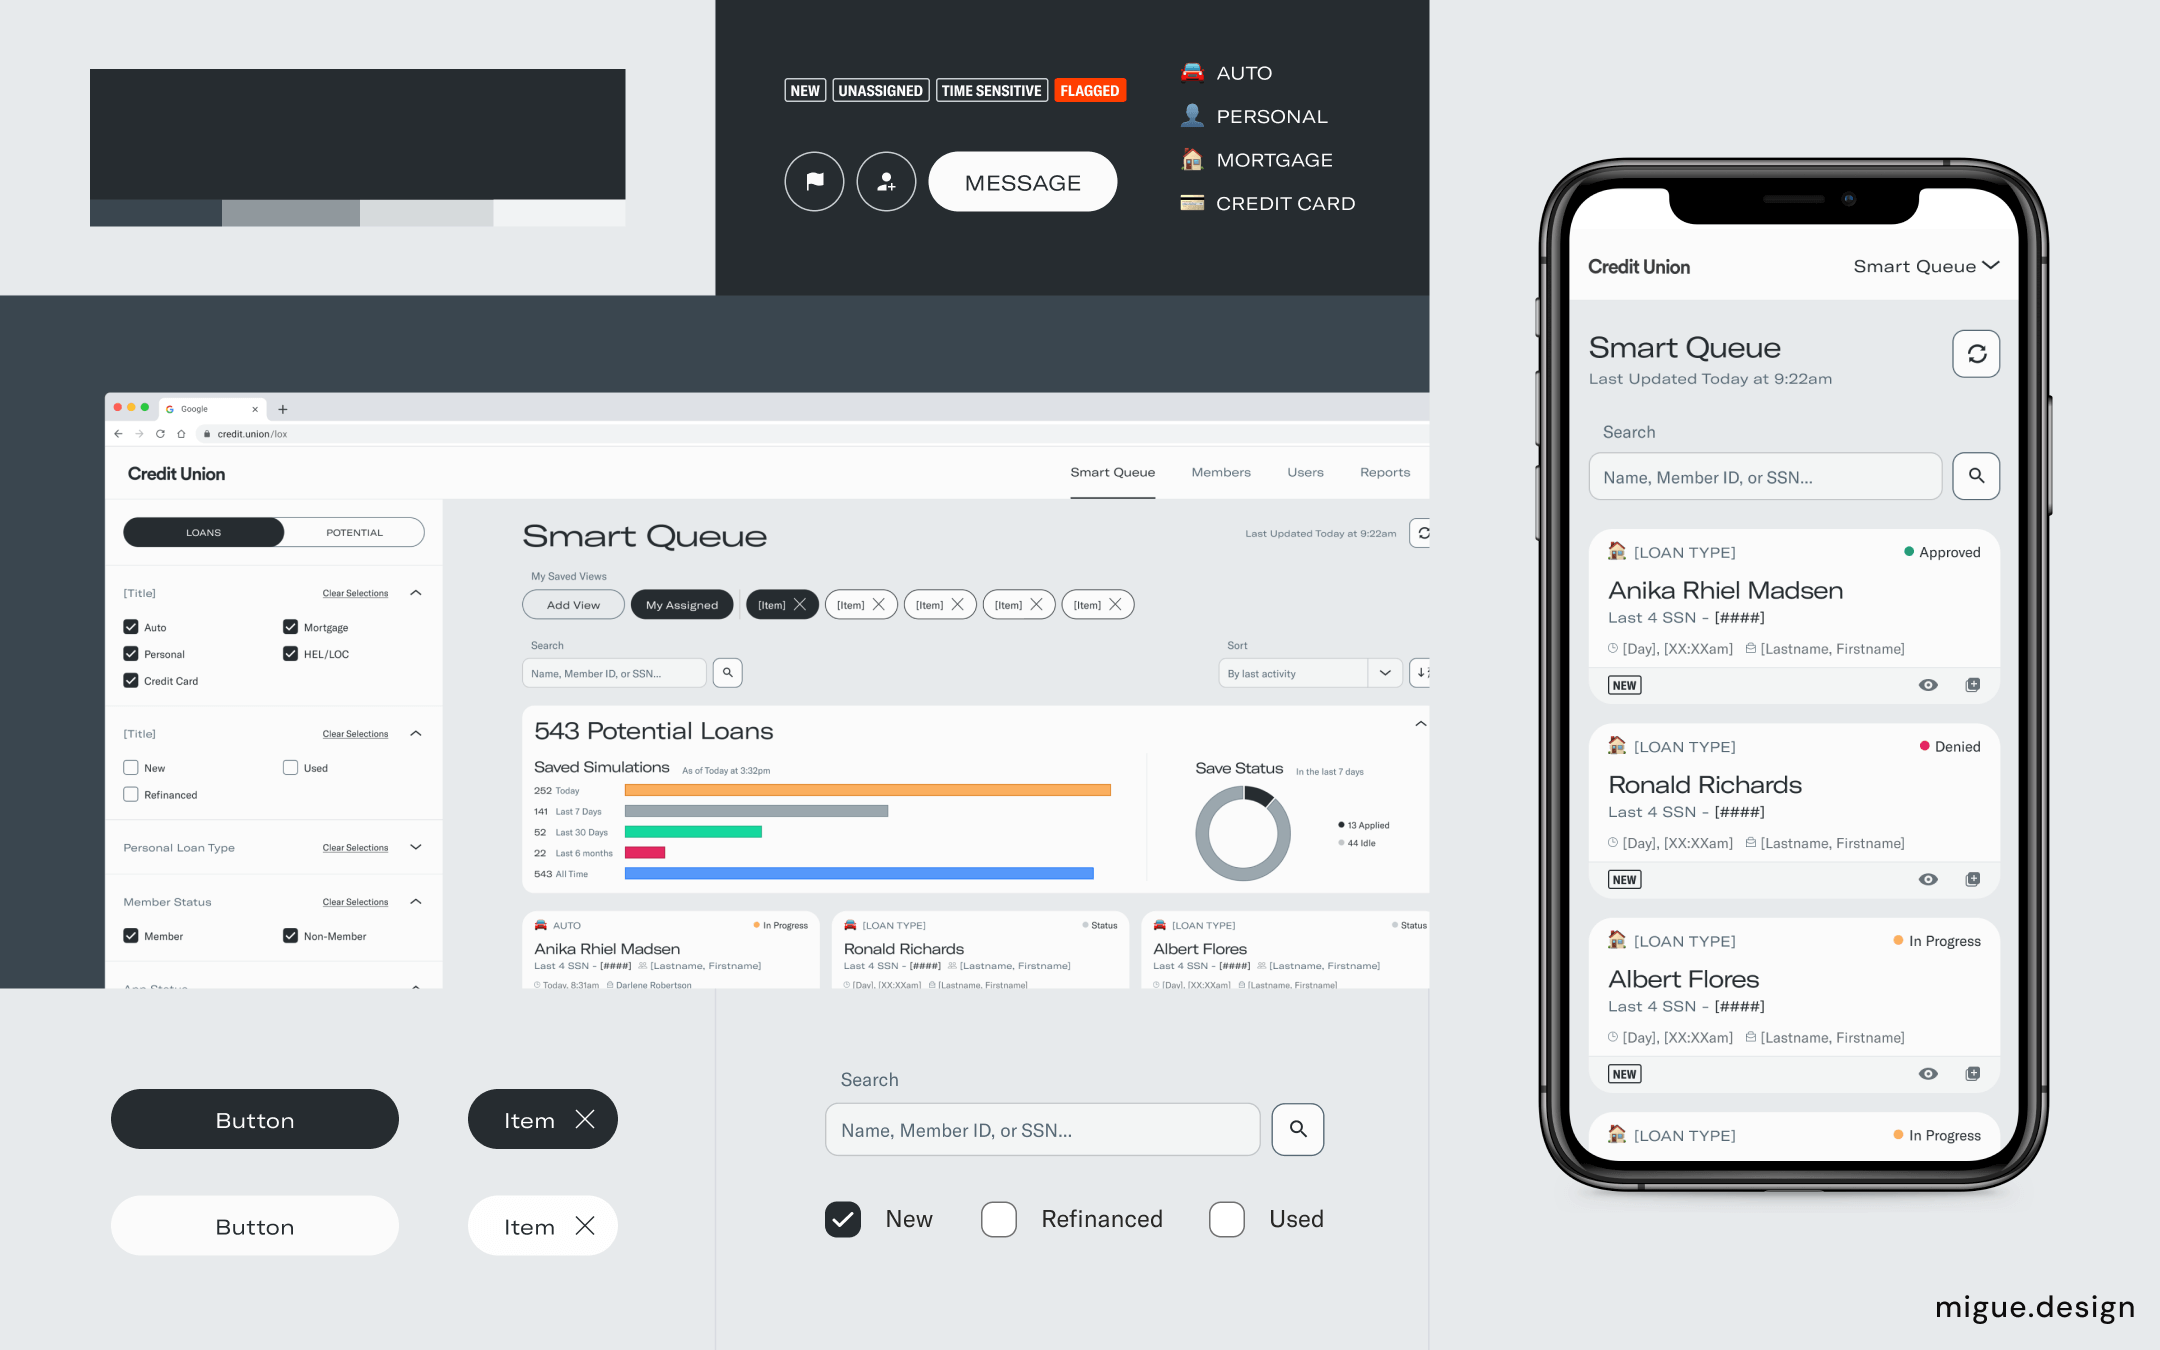 NEW UNASSIGNED TIME SENSITIVE FLAGGED
MESSAGE
AUTO
PERSONAL
MORTGAGE
CREDIT CARD
Google
credit.union/lox
Credit Union
Smart Queue Members Users Reports
LOANS POTENTIAL
[Title] Clear Selections
Auto Mortgage
Personal HEL/LOC
Credit Card
[Title] Clear Selections
New Used
Refinanced
Personal Loan Type Clear Selections
Member Status Clear Selections
Member Non-Member
App Status
Smart Queue
Last Updated Today at 9:22am
My Saved Views
Add View My Assigned [Item] [Item] [Item] [Item] [Item]
Search
Name, Member ID, or SSN...
Sort
By last activity
543 Potential Loans
Saved Simulations As of Today at 3:32pm
252 Today
141 Last 7 Days
52 Last 30 Days
22 Last 6 months
543 All Time
Save Status In the last 7 days
13 Applied
44 Idle
AUTO In Progress
Anika Rhiel Madsen
Last 4 SSN - [####] [Lastname, Firstname]
Today, 8:31am Darlene Robertson
[LOAN TYPE] Status
Ronald Richards
Last 4 SSN - [####] [Lastname, Firstname]
[Day], [XX:XXam] [Lastname, Firstname]
[LOAN TYPE] Status
Albert Flores
Last 4 SSN - [####] [Lastname, Firstname]
[Day], [XX:XXam] [Lastname, Firstname]
Button
Item
Button
Item
Search
Name, Member ID, or SSN...
New Refinanced Used
Credit Union Smart Queue
Smart Queue
Last Updated Today at 9:22am
Search
Name, Member ID, or SSN...
[LOAN TYPE] Approved
Anika Rhiel Madsen
Last 4 SSN - [####]
[Day], [XX:XXam] [Lastname, Firstname]
NEW
[LOAN TYPE] Denied
Ronald Richards
Last 4 SSN - [####]
[Day], [XX:XXam] [Lastname, Firstname]
NEW
[LOAN TYPE] In Progress
Albert Flores
Last 4 SSN - [####]
[Day], [XX:XXam] [Lastname, Firstname]
NEW
[LOAN TYPE] In Progress
migue.design